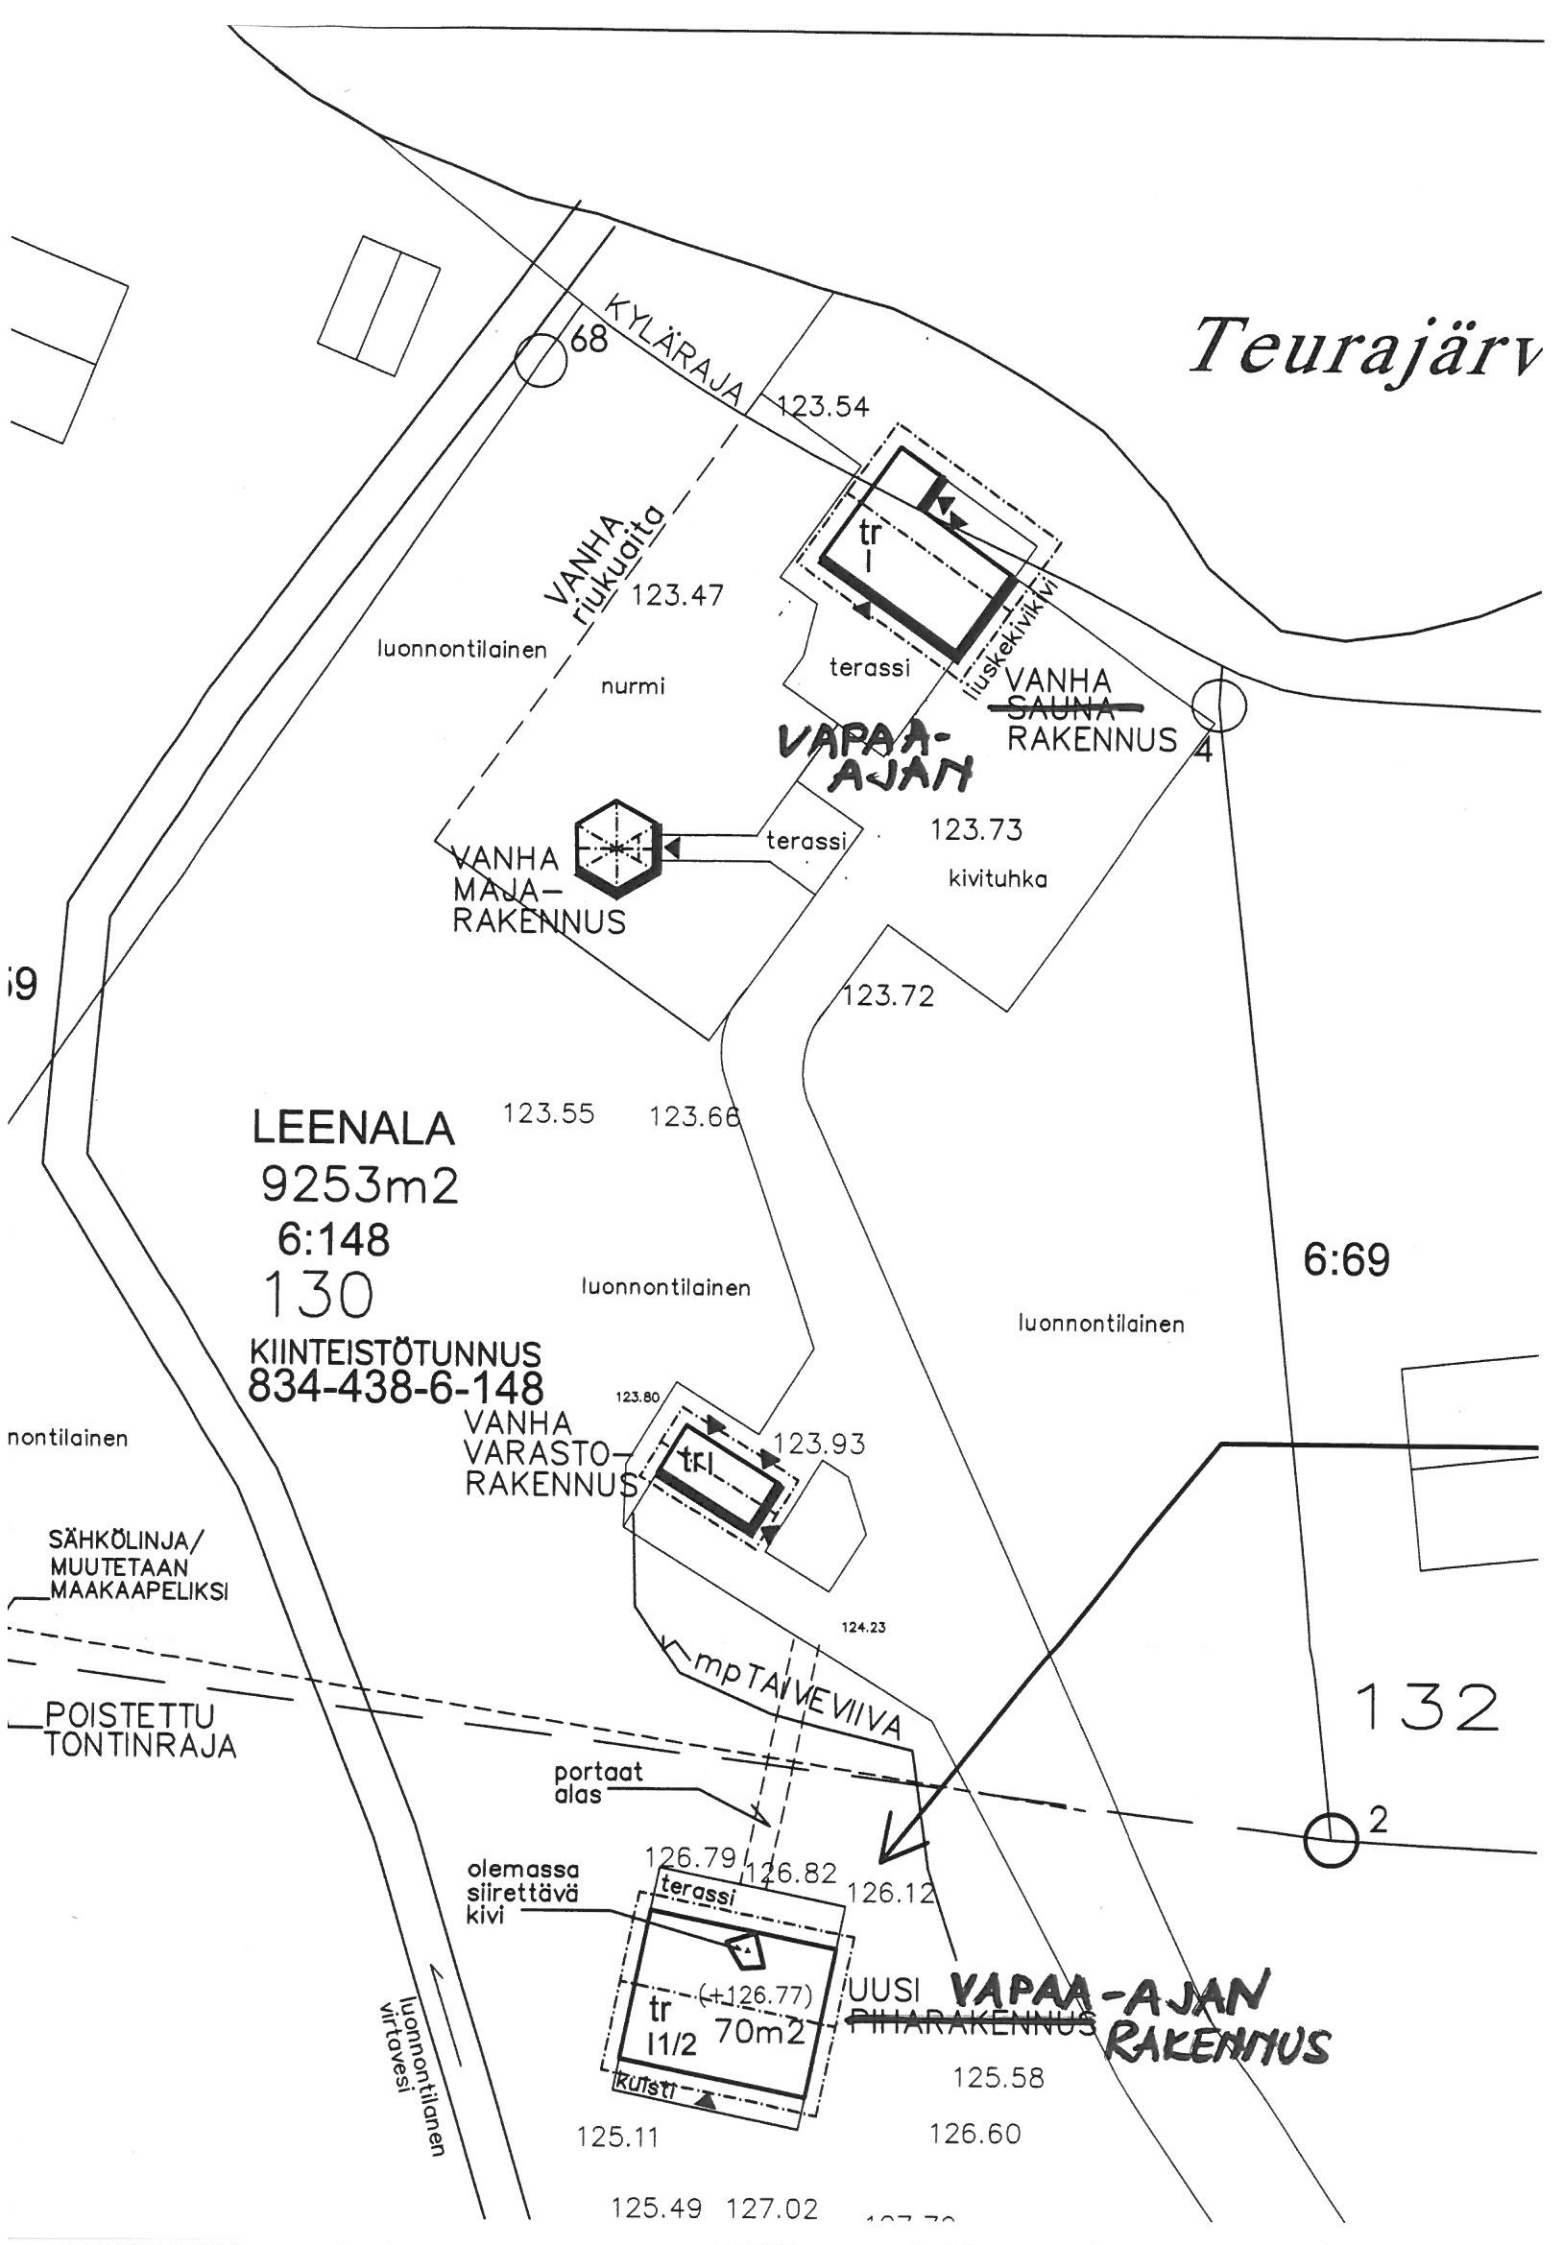 Teurajärv
68
KYLÄRAJA
123.54
VANHA
riukuaita
123.47
tr
I
liuskekivikivi
luonnontilainen
nurmi
terassi
VANHA
SAUNA
RAKENNUS
4
VAPAA-
AJAN
123.73
terassi
VANHA
MAJA-
RAKENNUS
kivituhka
123.72
LEENALA
9253m2
6:148
130
KIINTEISTÖTUNNUS
834-438-6-148
123.55
123.66
6:69
luonnontilainen
luonnontilainen
123.80
VANHA
VARASTO-
RAKENNUS
trI
123.93
nontilainen
SÄHKÖLINJA/
MUUTETAAN
MAAKAAPELIKSI
124.23
mpTAIVEVIIVA
POISTETTU
TONTINRAJA
132
portaat
alas
2
126.79
126.82
126.12
olemassa
siirettävä
kivi
terassi
(+126.77)
tr
I1/2
70m2
kuisti
UUSI
PIHARAKENNUS
VAPAA-AJAN
RAKENNUS
luonnontilanen
virtavesi
125.58
125.11
126.60
125.49
127.02